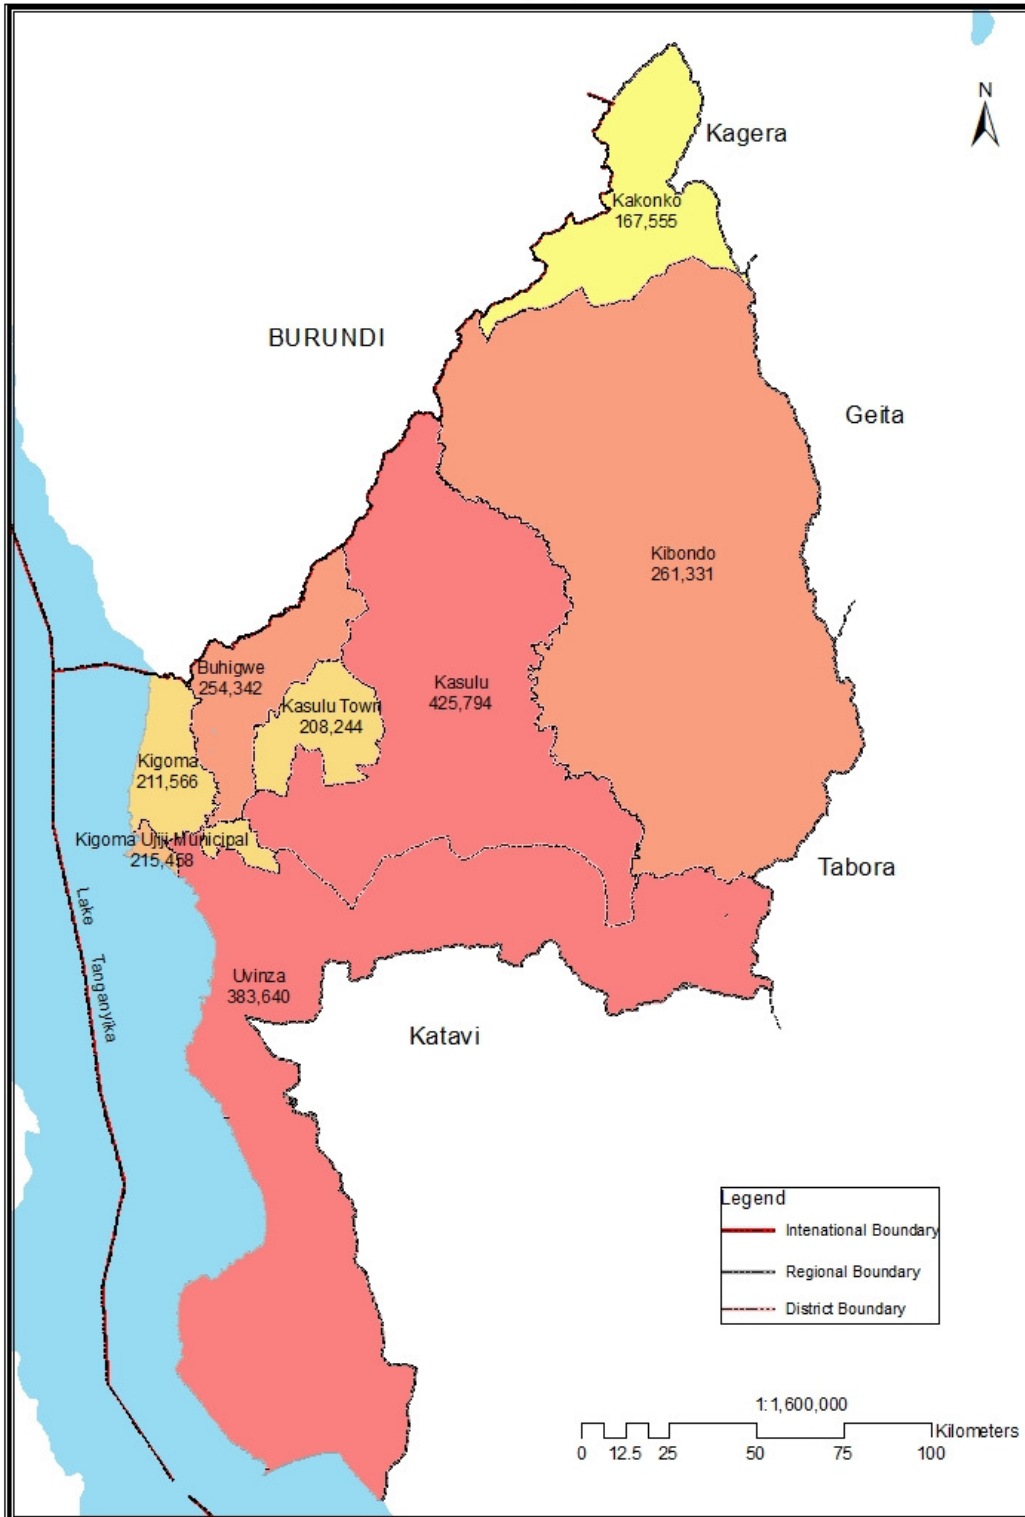 N
Kagera
Kakonko
167,555
BURUNDI
Geita
Kibondo
261,331
Buhigwe
254,342
Kasulu Town
208,244
Kasulu
425,794
Kigoma
211,566
Kigoma Ujiji Municipal
215,458
Tabora
Lake Tanganyika
Uvinza
383,640
Katavi
Legend
Intenational Boundary
Regional Boundary
District Boundary
1:1,600,000
Kilometers
0 12.5 25 50 75 100